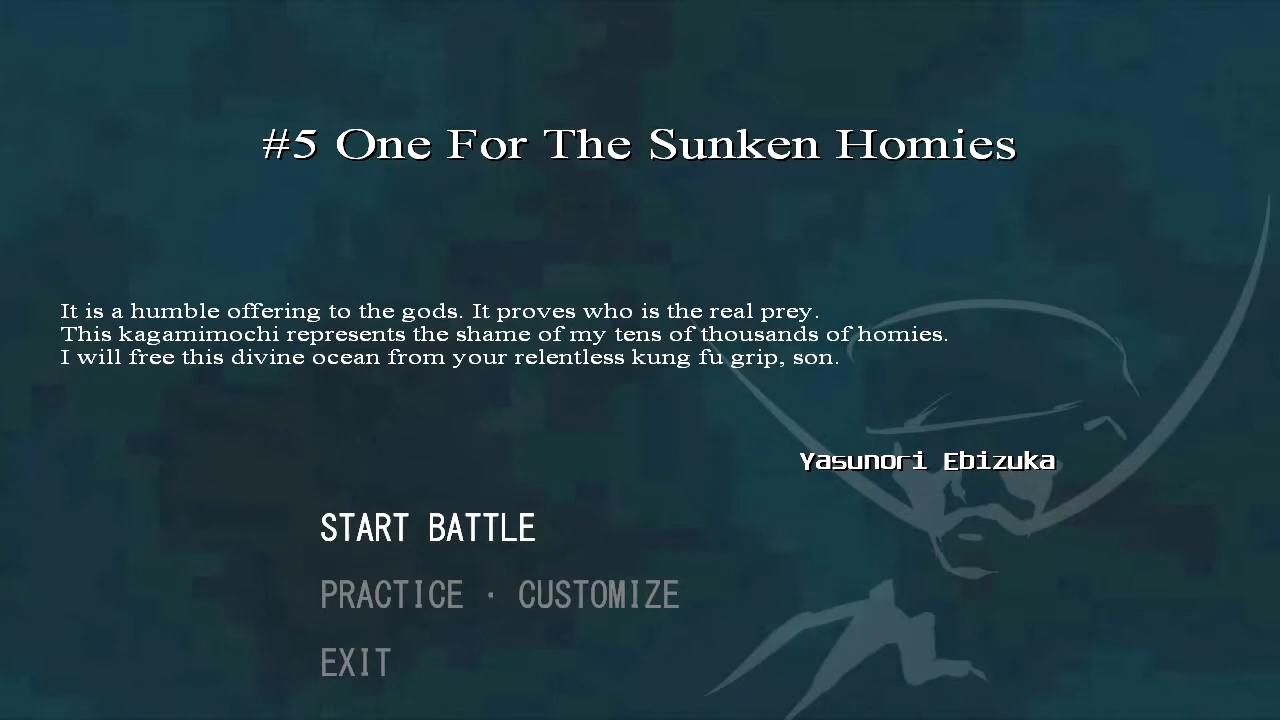 #5 One For The Sunken Homies
It is a humble offering to the gods. It proves who is the real prey.
This kagamimochi represents the shame of my tens of thousands of homies.
I will free this divine ocean from your relentless kung fu grip, son.
Yasunori Ebizuka
START BATTLE
PRACTICE · CUSTOMIZE
EXIT